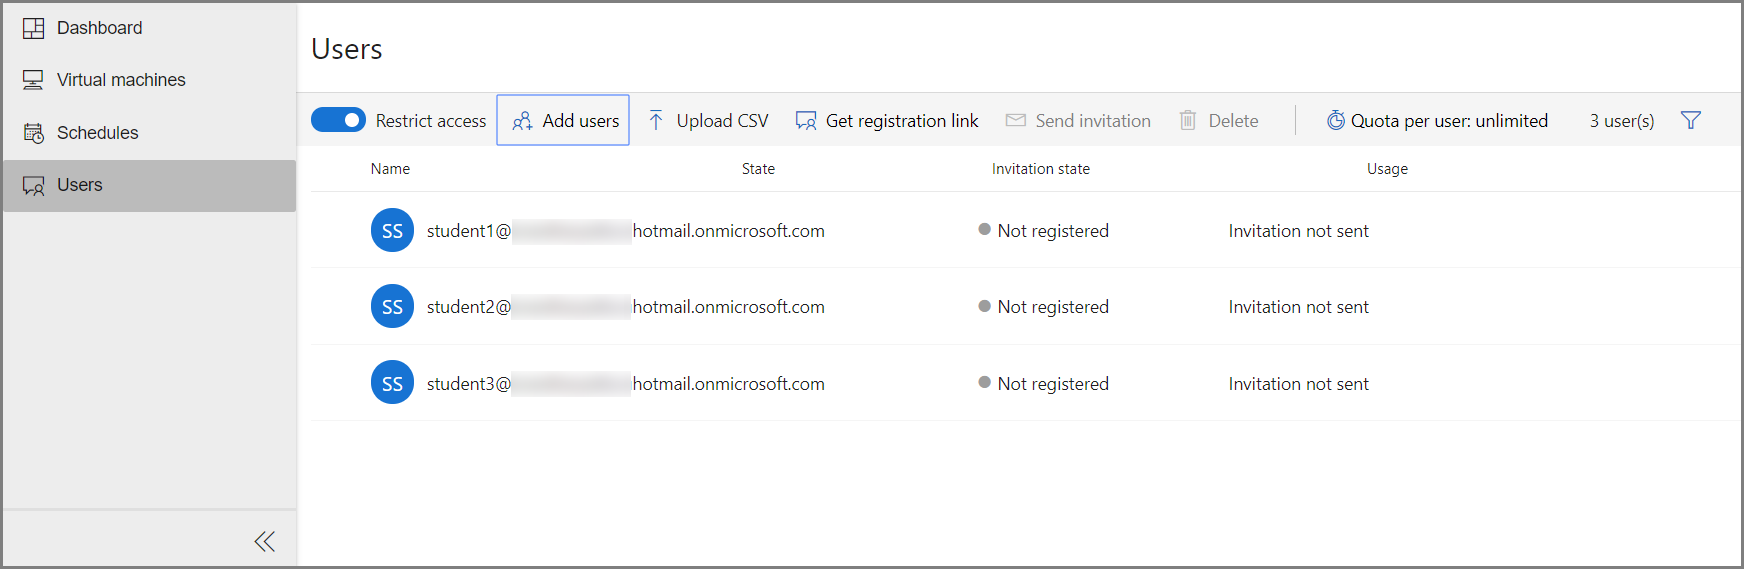 Dashboard
Virtual machines
Schedules
Users
Users
Restrict access Add users Upload CSV Get registration link Send invitation Delete Quota per user: unlimited 3 user(s)
Name State Invitation state Usage
SS student1@ hotmail.onmicrosoft.com Not registered Invitation not sent
SS student2@ hotmail.onmicrosoft.com Not registered Invitation not sent
SS student3@ hotmail.onmicrosoft.com Not registered Invitation not sent